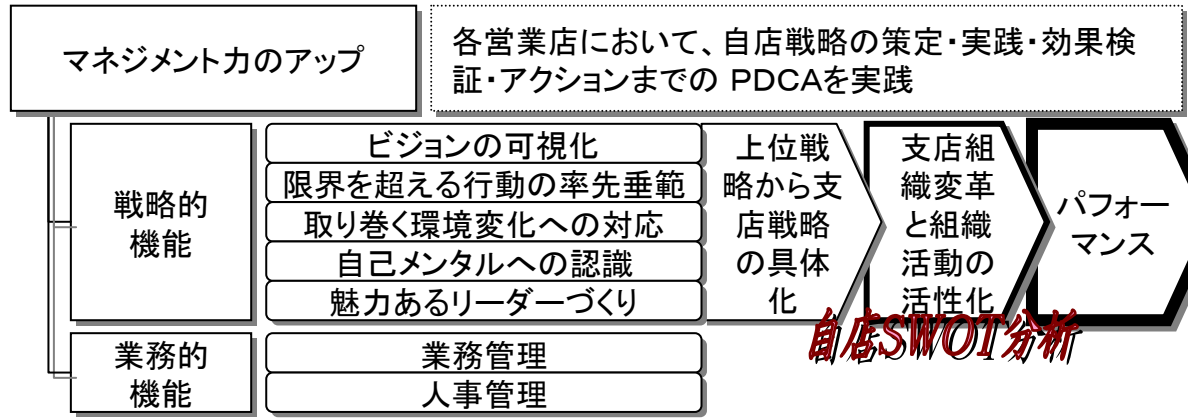 マネジメント力のアップ
各営業店において、自店戦略の策定・実践・効果検
証・アクションまでの PDCAを実践
戦略的
機能
ビジョンの可視化
限界を超える行動の率先垂範
取り巻く環境変化への対応
自己メンタルへの認識
魅力あるリーダーづくり
上位戦
略から支
店戦略
の具体
化
支店組
織変革
と組織
活動の
活性化
パフォー
マンス
自店SWOT分析
業務的
機能
業務管理
人事管理